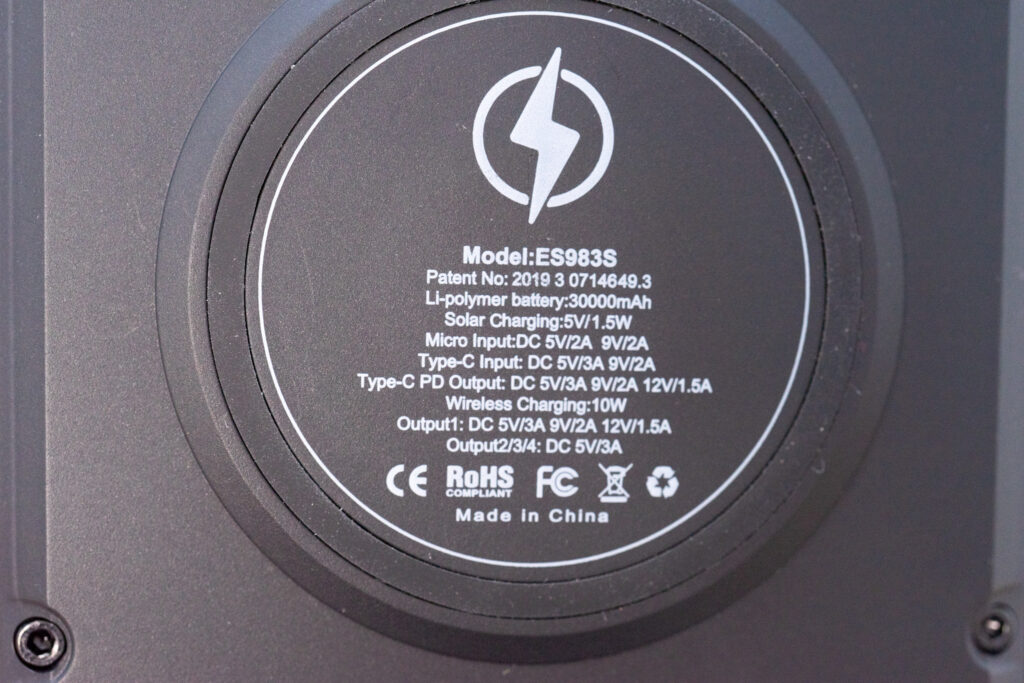 Model:ES983S
Patent No: 2019 3 0714649.3
Li-polymer battery:30000mAh
Solar Charging:5V/1.5W
Micro Input:DC 5V/2A 9V/2A
Type-C Input: DC 5V/3A 9V/2A
Type-C PD Output: DC 5V/3A 9V/2A 12V/1.5A
Wireless Charging:10W
Output1: DC 5V/3A 9V/2A 12V/1.5A
Output2/3/4: DC 5V/3A
CE RoHS COMPLIANT FC
Made in China